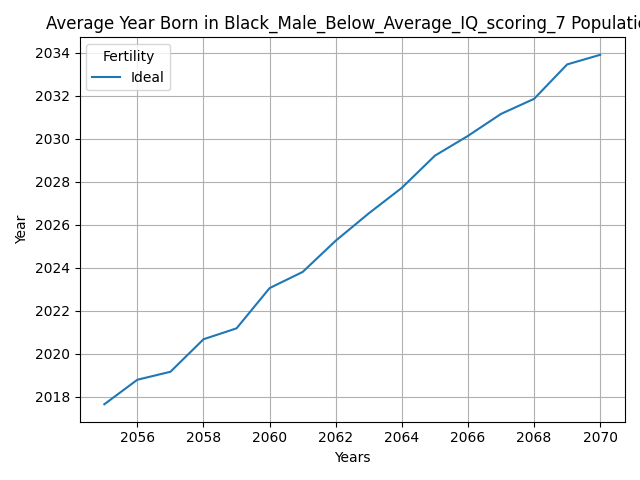 Average Year Born in Black_Male_Below_Average_IQ_scoring_7 Populatio
Fertility
Ideal
2034
2032
2030
2028
2026
2024
2022
2020
2018
Year
2056 2058 2060 2062 2064 2066 2068 2070
Years